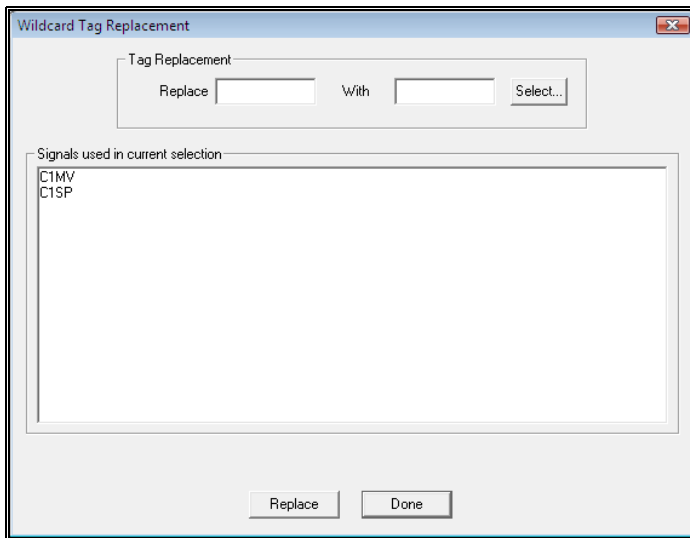 Wildcard Tag Replacement
Tag Replacement
Replace With Select...
Signals used in current selection
C1MV
C1SP
Replace Done